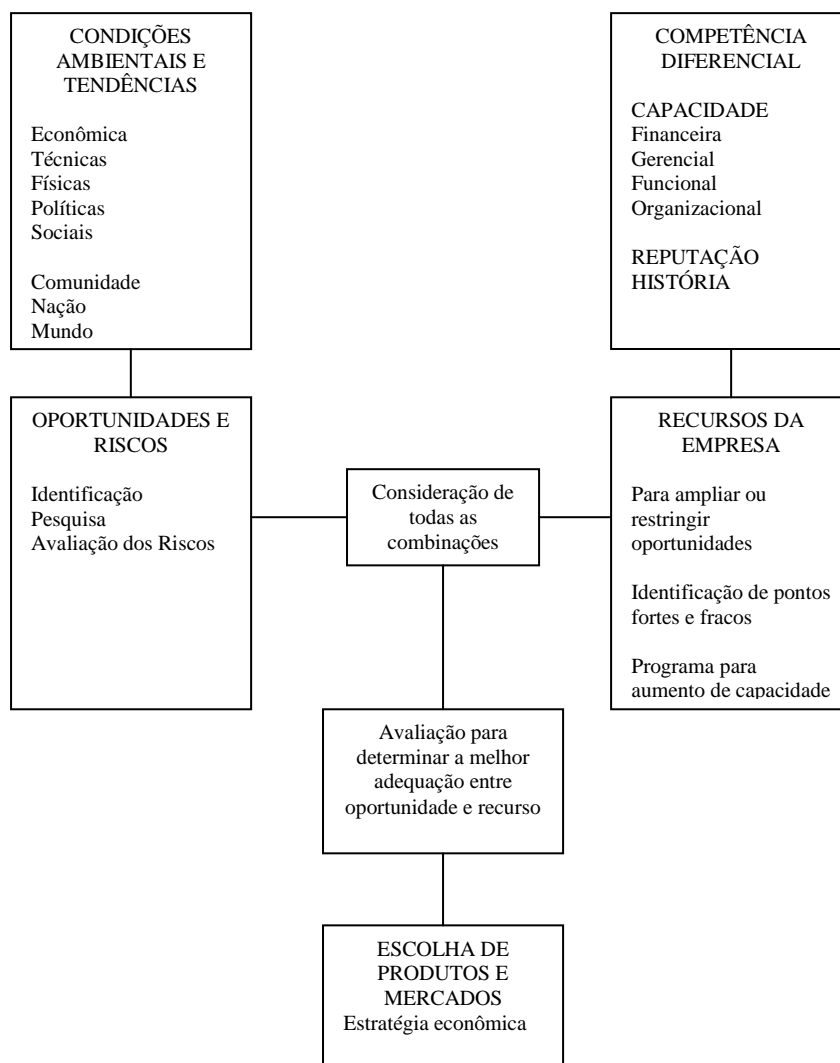 CONDIÇÕES
AMBIENTAIS E
TENDÊNCIAS
Econômica
Técnicas
Físicas
Políticas
Sociais
Comunidade
Nação
Mundo
COMPETÊNCIA
DIFERENCIAL
CAPACIDADE
Financeira
Gerencial
Funcional
Organizacional
REPUTAÇÃO
HISTÓRIA
OPORTUNIDADES E
RISCOS
Identificação
Pesquisa
Avaliação dos Riscos
Consideração de
todas as
combinações
RECURSOS DA
EMPRESA
Para ampliar ou
restringir
oportunidades
Identificação de pontos
fortes e fracos
Programa para
aumento de capacidade
Avaliação para
determinar a melhor
adequação entre
oportunidade e recurso
ESCOLHA DE
PRODUTOS E
MERCADOS
Estratégia econômica